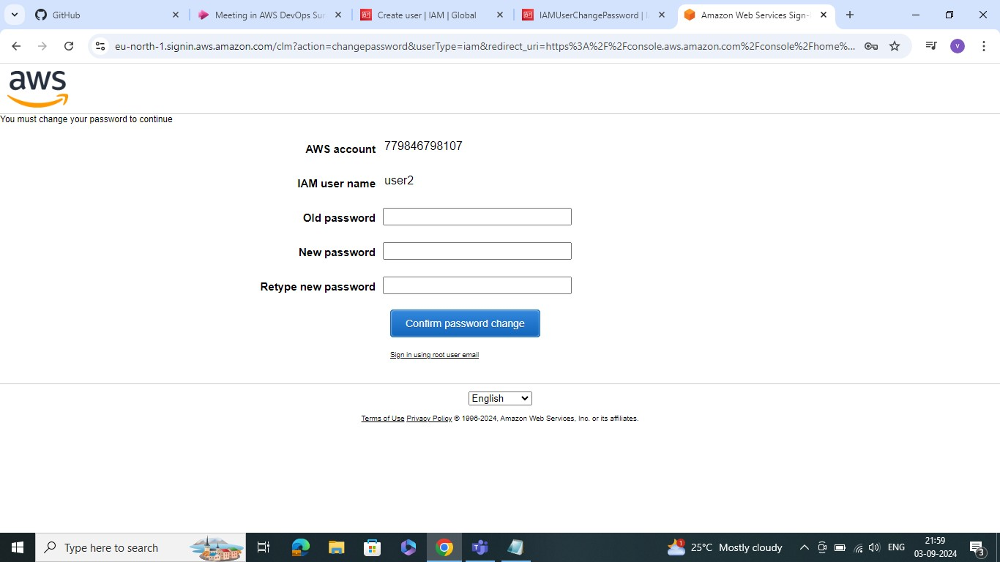 GitHub
Meeting in AWS DevOps Sun
Create user | IAM | Global
IAMUserChangePassword |
Amazon Web Services Sign-
eu-north-1.signin.aws.amazon.com/clm?action=changepassword&userType=iam&redirect_uri=https%3A%2F%2Fconsole.aws.amazon.com%2Fconsole%2Fhome%...
v
aws
You must change your password to continue
AWS account 779846798107
IAM user name user2
Old password
New password
Retype new password
Confirm password change
Sign in using root user email
English
Terms of Use Privacy Policy © 1996-2024, Amazon Web Services, Inc. or its affiliates.
Type here to search
1
25°C Mostly cloudy
ENG
21:59
03-09-2024
3